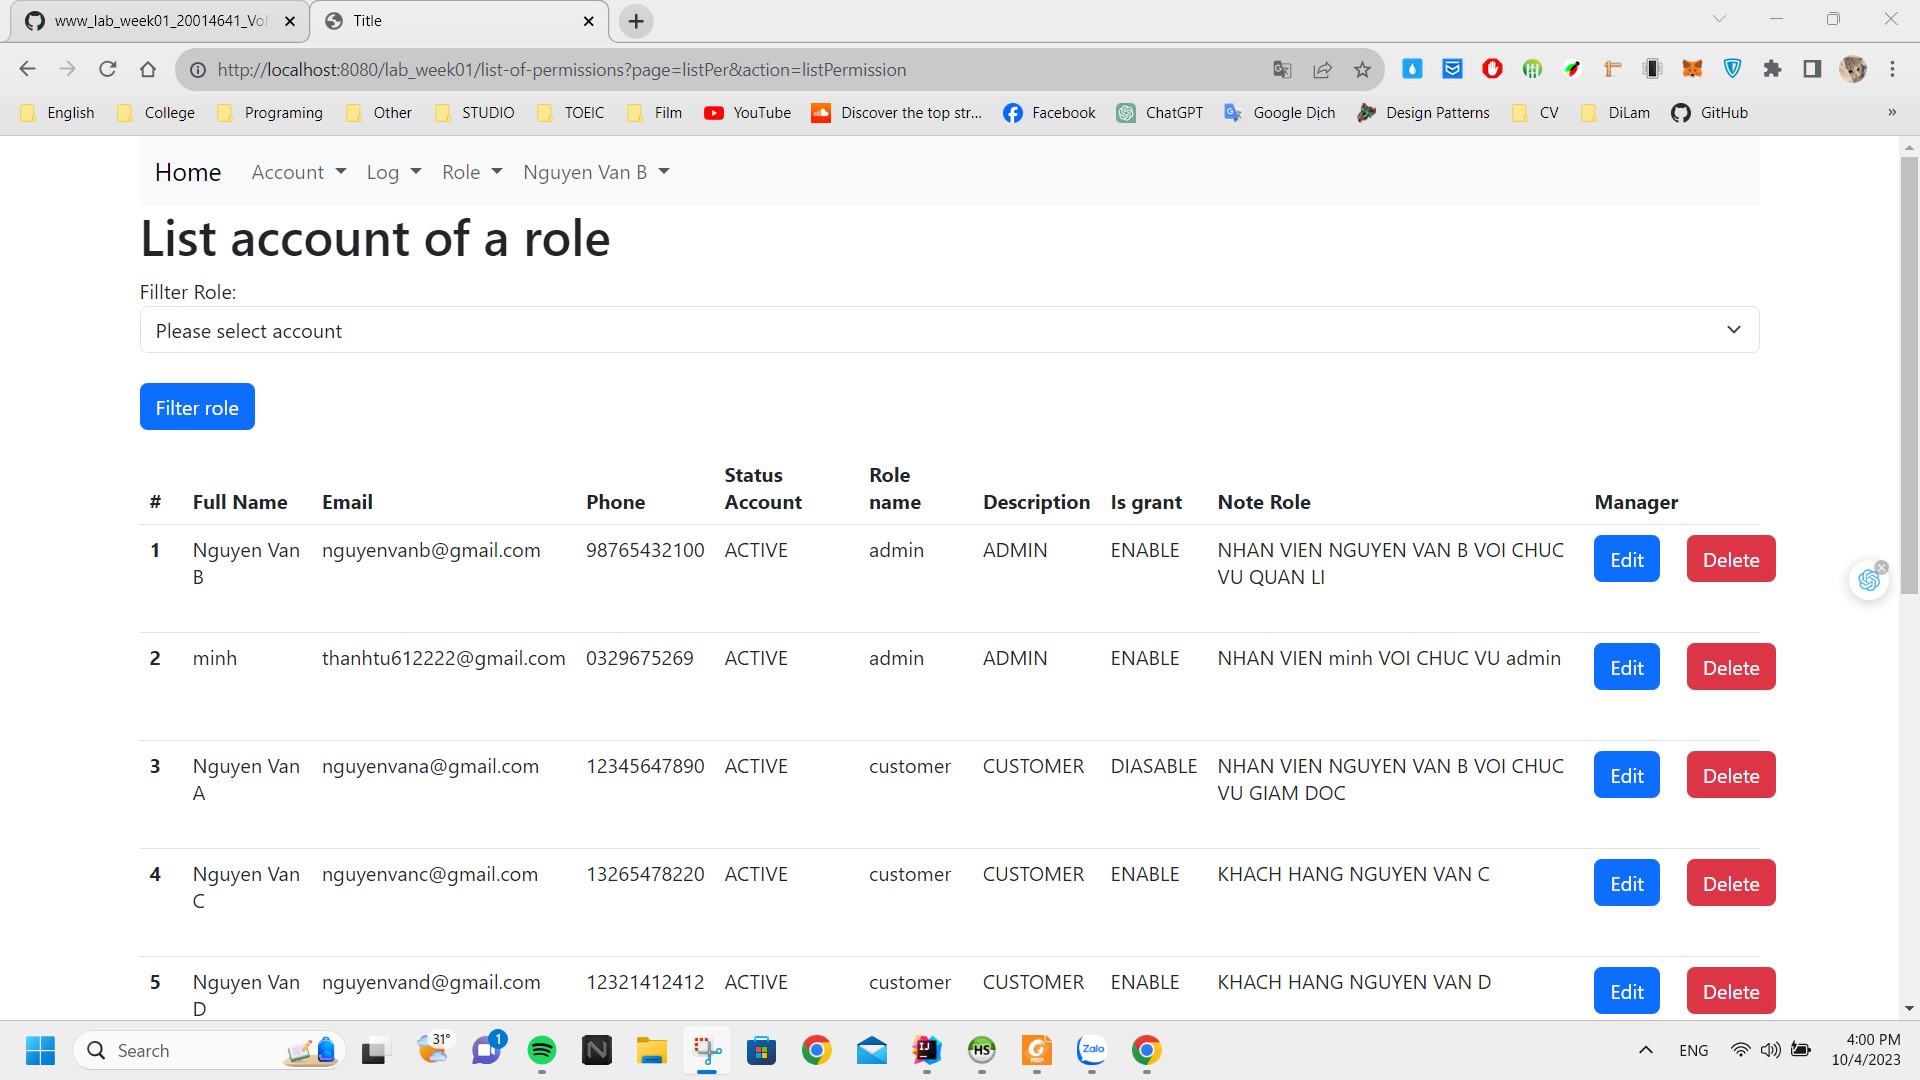 www_lab_week01_20014641_Vol
Title
http://localhost:8080/lab_week01/list-of-permissions?page=listPer&action=listPermission
English College Programing Other STUDIO TOEIC Film YouTube Discover the top str... Facebook ChatGPT Google Dịch Design Patterns CV DiLam GitHub »
Home Account Log Role Nguyen Van B
List account of a role
Fillter Role:
Please select account
Filter role
# Full Name Email Phone Status Account Role name Description Is grant Note Role Manager
1 Nguyen Van B nguyenvanb@gmail.com 98765432100 ACTIVE admin ADMIN ENABLE NHAN VIEN NGUYEN VAN B VOI CHUC VU QUAN LI Edit Delete
2 minh thanhtu612222@gmail.com 0329675269 ACTIVE admin ADMIN ENABLE NHAN VIEN minh VOI CHUC VU admin Edit Delete
3 Nguyen Van A nguyenvana@gmail.com 12345647890 ACTIVE customer CUSTOMER DIASABLE NHAN VIEN NGUYEN VAN B VOI CHUC VU GIAM DOC Edit Delete
4 Nguyen Van C nguyenvanc@gmail.com 13265478220 ACTIVE customer CUSTOMER ENABLE KHACH HANG NGUYEN VAN C Edit Delete
5 Nguyen Van D nguyenvand@gmail.com 12321412412 ACTIVE customer CUSTOMER ENABLE KHACH HANG NGUYEN VAN D Edit Delete
Search 31° 1 N IJ HS PDF Zalo ENG 4:00 PM
10/4/2023